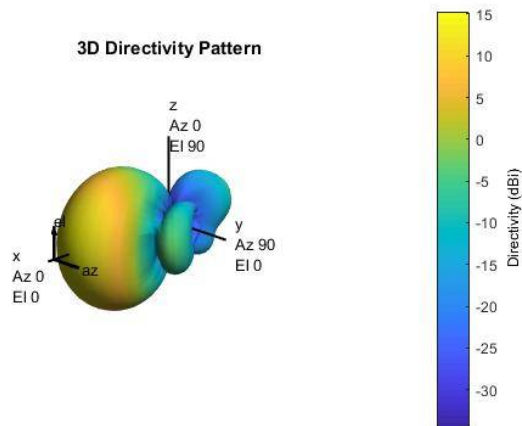 3D Directivity Pattern
z
Az 0
El 90
y
Az 90
El 0
x
Az 0
El 0
el
az
15
10
5
0
-5
-10
-15
-20
-25
-30
Directivity (dBi)